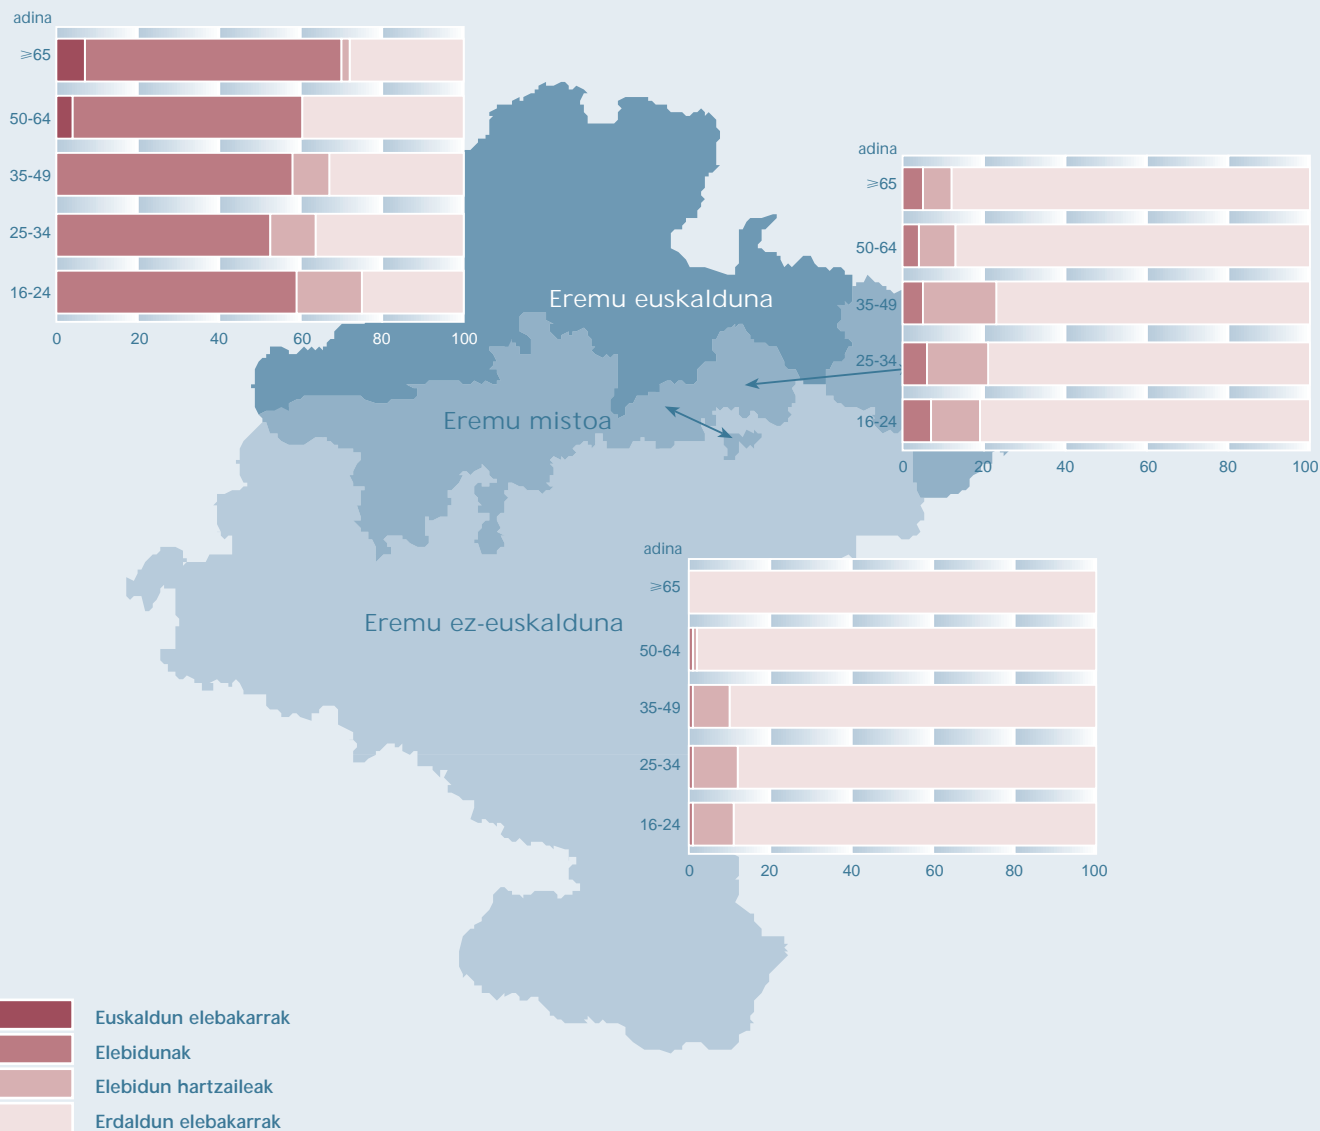 adina
≥65
50-64
35-49
25-34
16-24
0 20 40 60 80 100
adina
≥65
50-64
35-49
25-34
16-24
0 20 40 60 80 100
Eremu euskalduna
Eremu mistoa
Eremu ez-euskalduna
adina
≥65
50-64
35-49
25-34
16-24
0 20 40 60 80 100
Euskaldun elebakarrak
Elebidunak
Elebidun hartzaileak
Erdaldun elebakarrak